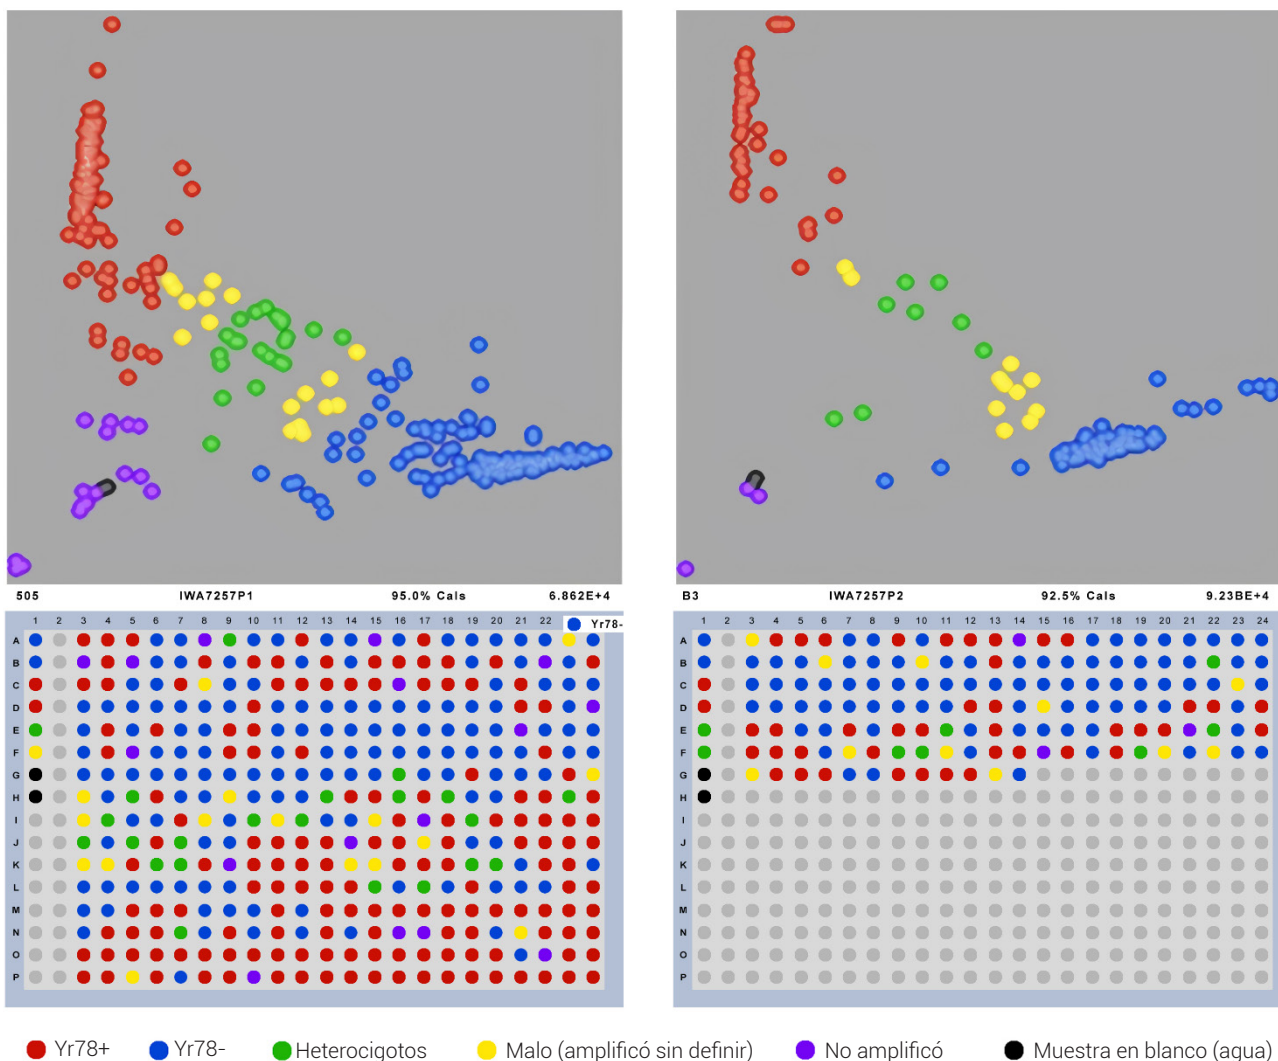 505 IWA7257P1 95.0% Cals 6.862E+4
B3 IWA7257P2 92.5% Cals 9.23BE+4
1 2 3 4 5 6 7 8 9 10 11 12 13 14 15 16 17 18 19 20 21 22 Yr78-
1 2 3 4 5 6 7 8 9 10 11 12 13 14 15 16 17 18 19 20 21 22 23 24
A
B
C
D
E
F
G
H
I
J
K
L
M
N
O
P
A
B
C
D
E
F
G
H
I
J
K
L
M
N
O
P
Yr78+ Yr78- Heterocigotos Malo (amplificó sin definir) No amplificó Muestra en blanco (agua)